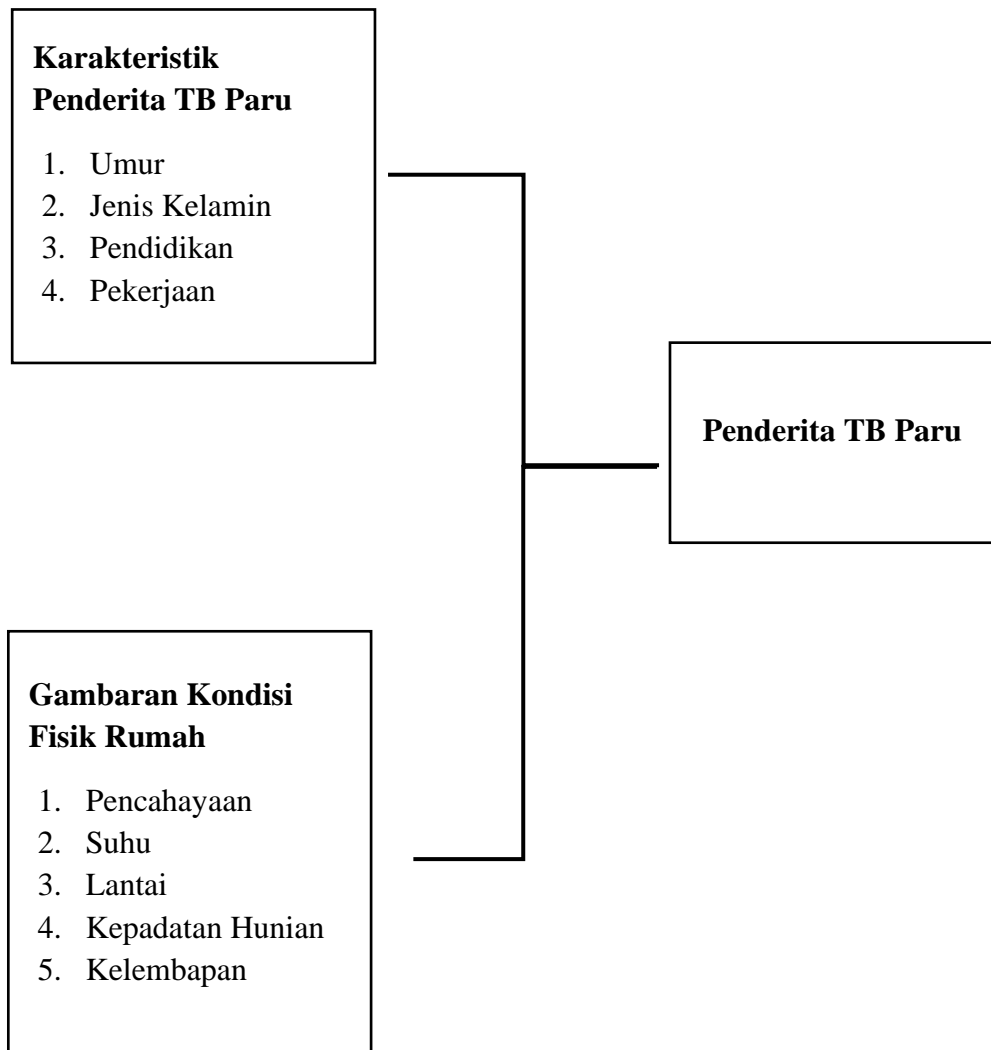 Karakteristik
Penderita TB Paru
1. Umur
2. Jenis Kelamin
3. Pendidikan
4. Pekerjaan
Penderita TB Paru
Gambaran Kondisi
Fisik Rumah
1. Pencahayaan
2. Suhu
3. Lantai
4. Kepadatan Hunian
5. Kelembapan